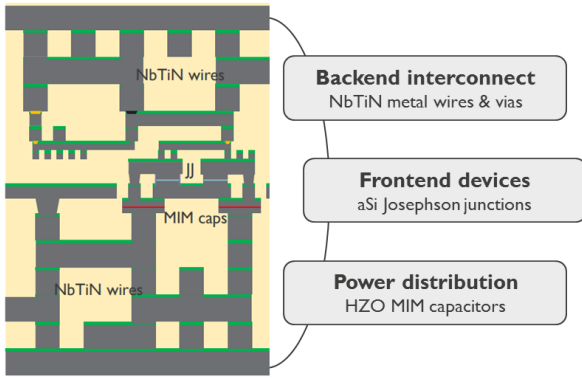 NbTiN wires
JJ
MIM caps
NbTiN wires
Backend interconnect
NbTiN metal wires & vias
Frontend devices
aSi Josephson junctions
Power distribution
HZO MIM capacitors